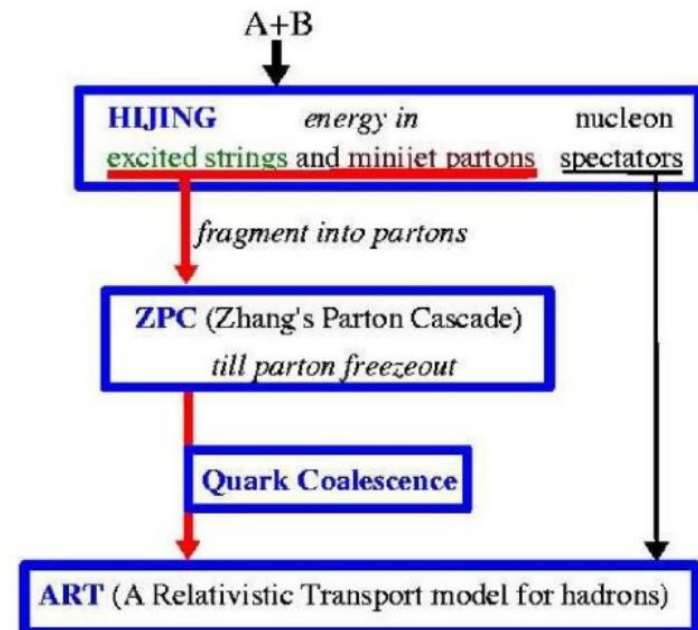 A+B
HIJING energy in nucleon
excited strings and minijet partons spectators
fragment into partons
ZPC (Zhang's Parton Cascade)
till parton freezeout
Quark Coalescence
ART (A Relativistic Transport model for hadrons)